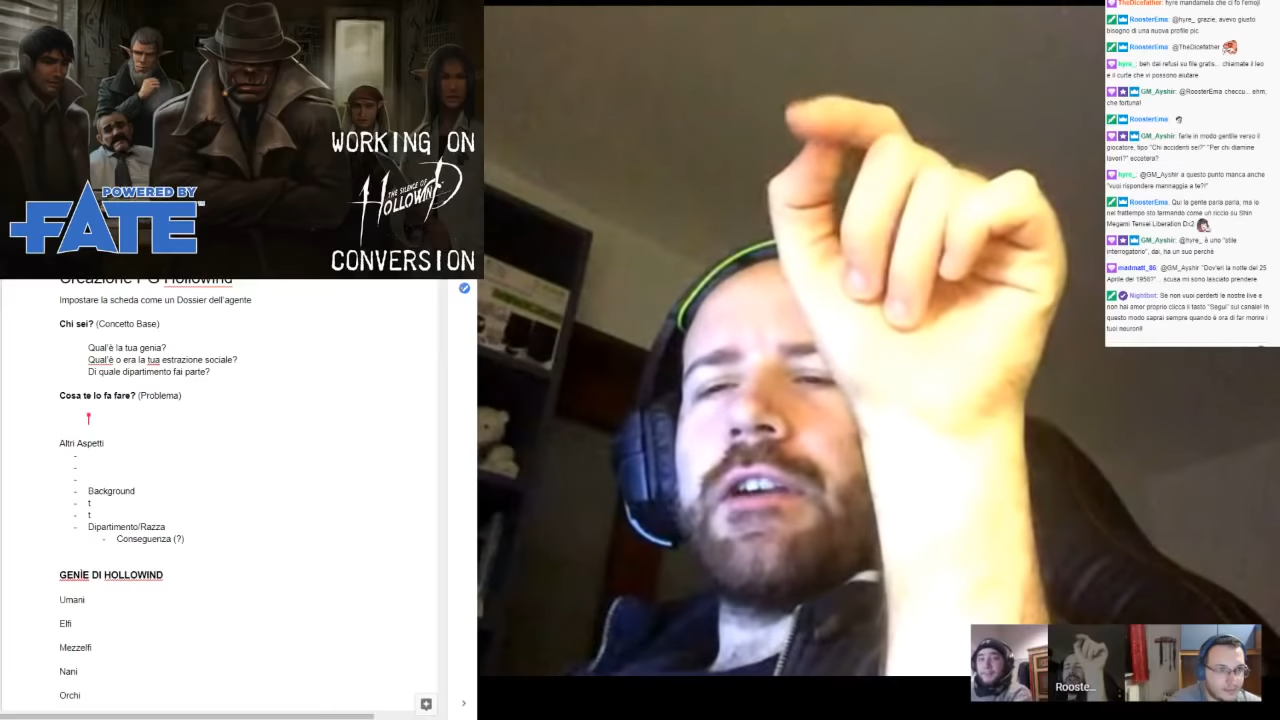 POWERED BY
FATE
WORKING ON
THE SILENCE OF
HOLLOWIND
CONVERSION
Creazione PG Hollowind
Impostare la scheda come un Dossier dell'agente
Chi sei? (Concetto Base)
Qual'è la tua genia?
Qual'è o era la tua estrazione sociale?
Di quale dipartimento fai parte?
Cosa te lo fa fare? (Problema)
Altri Aspetti
-
-
-
- Background
- t
- t
- Dipartimento/Razza
- Conseguenza (?)
GENÌE DI HOLLOWIND
Umani
Elfi
Mezzelfi
Nani
Orchi
TheDicefather: hyre mandamela che ci fo l'emoji
RoosterEma: @hyre_ grazie, avevo giusto
bisogno di una nuova profile pic
RoosterEma: @TheDicefather
hyre_: beh dai refusi su file gratis... chiamate il leo
e il curte che vi possono aiutare
GM_Ayshir: @RoosterEma checcu... ehm,
che fortuna!
RoosterEma:
GM_Ayshir: farle in modo gentile verso il
giocatore, tipo "Chi accidenti sei?" "Per chi diamine
lavori?" eccetera?
hyre_: @GM_Ayshir a questo punto manca anche
"vuoi rispondere mannaggia a te?!"
RoosterEma: Qui la gente parla parla, ma io
nel frattempo sto farmando come un riccio su Shin
Megami Tensei Liberation Dx2
GM_Ayshir: @hyre_ è uno "stile
interrogatorio", dai, ha un suo perchè
madmatt_86: @GM_Ayshir "Dov'eri la notte del 25
Aprile del 1956?"... scusa mi sono lasciato prendere
Nightbot: Se non vuoi perderti le nostre live e
non hai amor proprio clicca il tasto "Segui" sul canale! In
questo modo saprai sempre quando è ora di far morire i
tuoi neuroni!
Rooste...